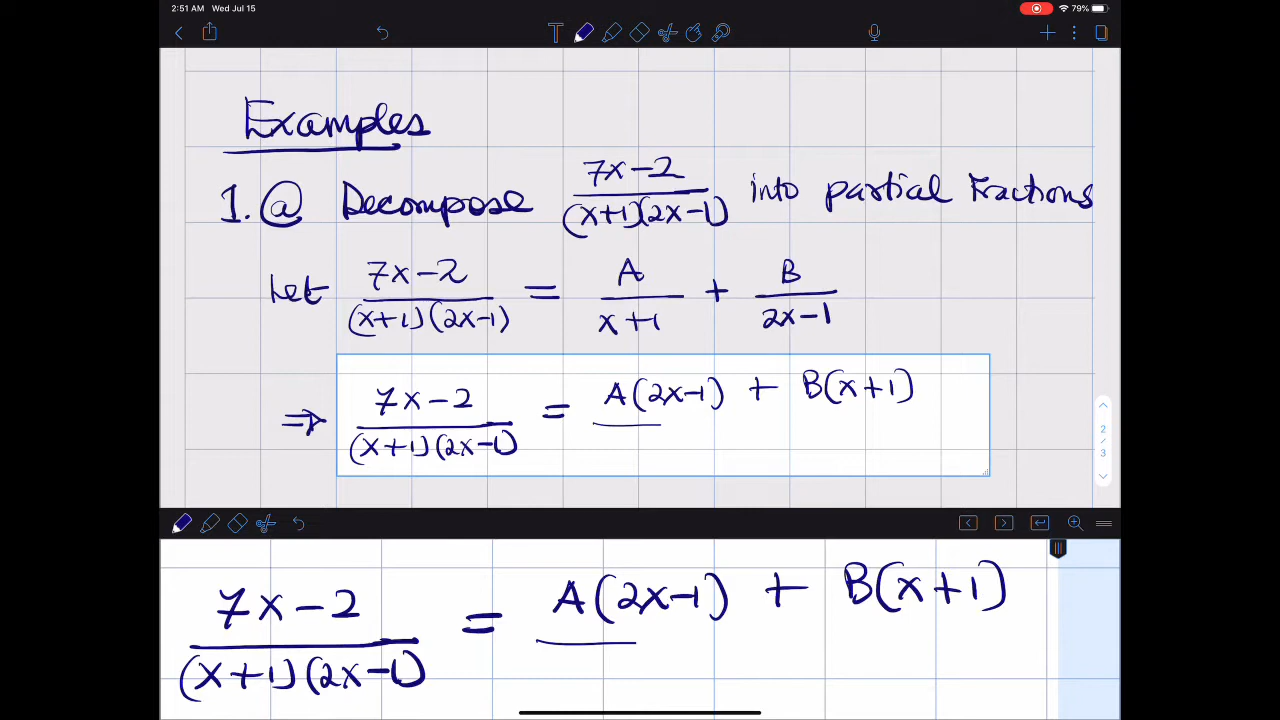 2:51 AM Wed Jul 15 79%
T
Examples
1. ⓐ Decompose (7x-2)/((x+1)(2x-1)) into partial fractions
Let (7x-2)/((x+1)(2x-1)) = A/(x+1) + B/(2x-1)
⇒ (7x-2)/((x+1)(2x-1)) = A(2x-1) + B(x+1)
2/3
(7x-2)/((x+1)(2x-1)) = A(2x-1) + B(x+1)